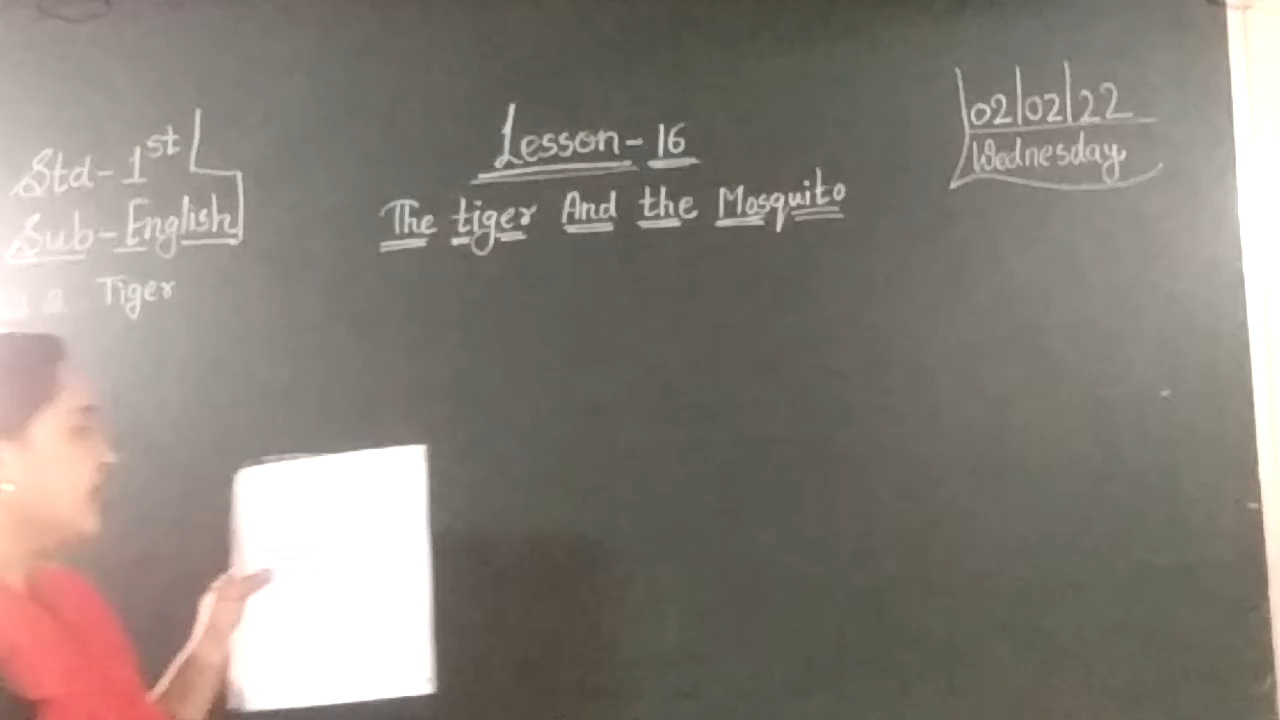 Std-1st
Sub-English
Tiger
Lesson-16
The tiger And the Mosquito
02/02/22
Wednesday